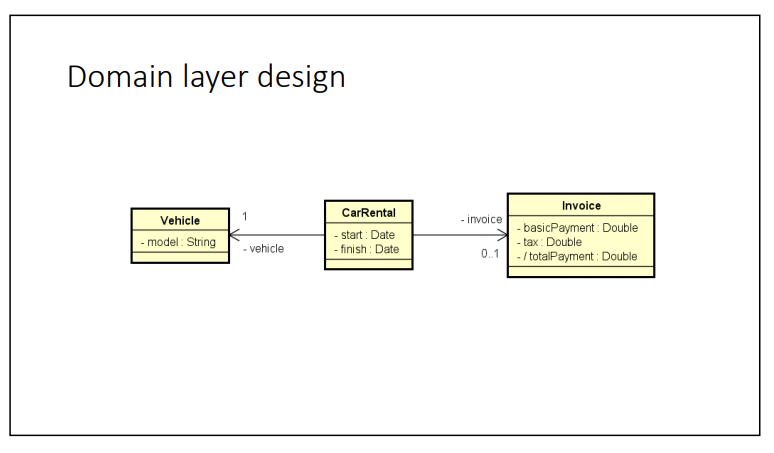 Domain layer design
Vehicle
- model : String
1
- vehicle
CarRental
- start : Date
- finish : Date
- invoice
0..1
Invoice
- basicPayment : Double
- tax : Double
- / totalPayment : Double